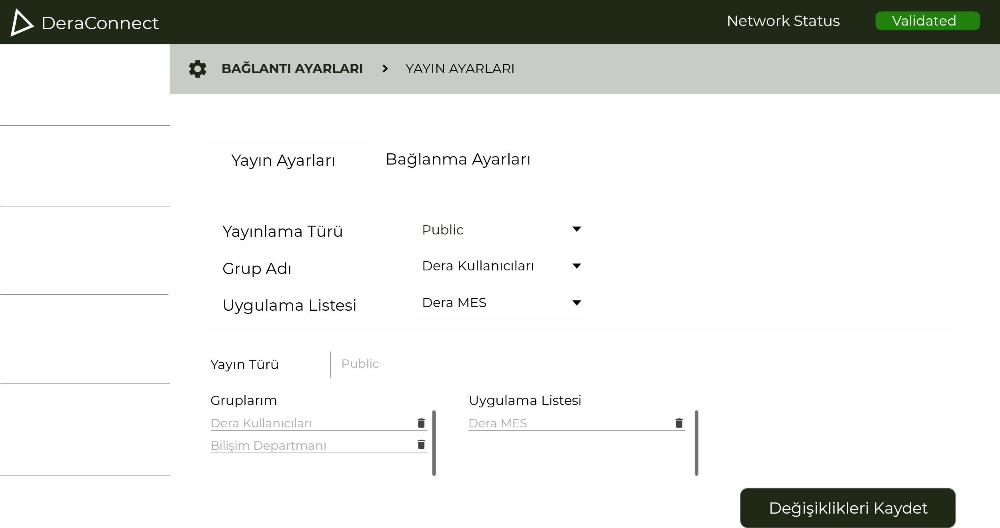 DeraConnect
Network Status
Validated
BAĞLANTI AYARLARI
YAYIN AYARLARI
Yayın Ayarları
Bağlanma Ayarları
Yayınlama Türü
Public
Grup Adı
Dera Kullanıcıları
Uygulama Listesi
Dera MES
Yayın Türü
Public
Gruplarım
Uygulama Listesi
Dera Kullanıcıları
Dera MES
Bilişim Departmanı
Değişiklikleri Kaydet